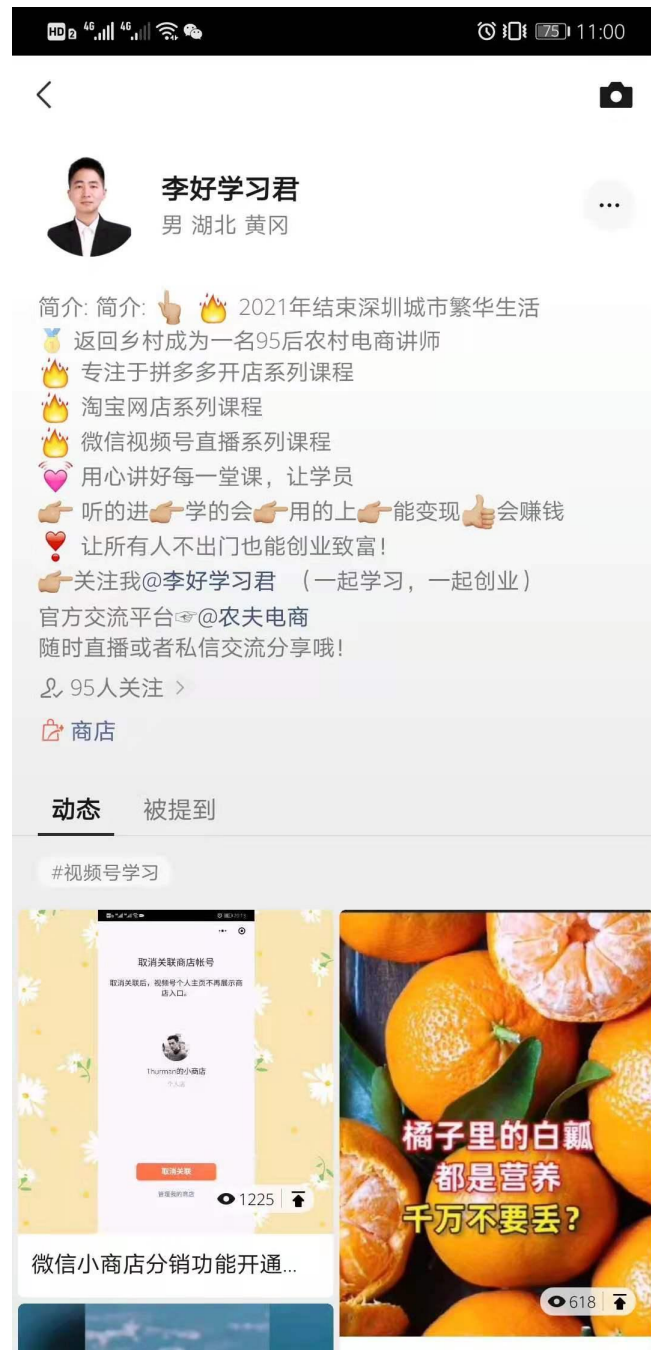 HD 2 4G 4G 75 11:00
李好学习君
男 湖北 黄冈
简介: 简介: 👆🏼 🔥 2021年结束深圳城市繁华生活
🥇 返回乡村成为一名95后农村电商讲师
🔥 专注于拼多多开店系列课程
🔥 淘宝网店系列课程
🔥 微信视频号直播系列课程
💓 用心讲好每一堂课，让学员
👉🏼 听的进👉🏼学的会👉🏼用的上👉🏼能变现👍🏼会赚钱
❣️ 让所有人不出门也能创业致富！
👉🏼关注我@李好学习君 （一起学习，一起创业）
官方交流平台☞@农夫电商
随时直播或者私信交流分享哦！
95人关注 >
商店
动态 被提到
#视频号学习
取消关联商店帐号
取消关联后，视频号个人主页不再展示商
店入口。
Thurman的小商店
个人店
取消关联
管理我的商店
1225
微信小商店分销功能开通...
橘子里的白瓤
都是营养
千万不要丢？
618